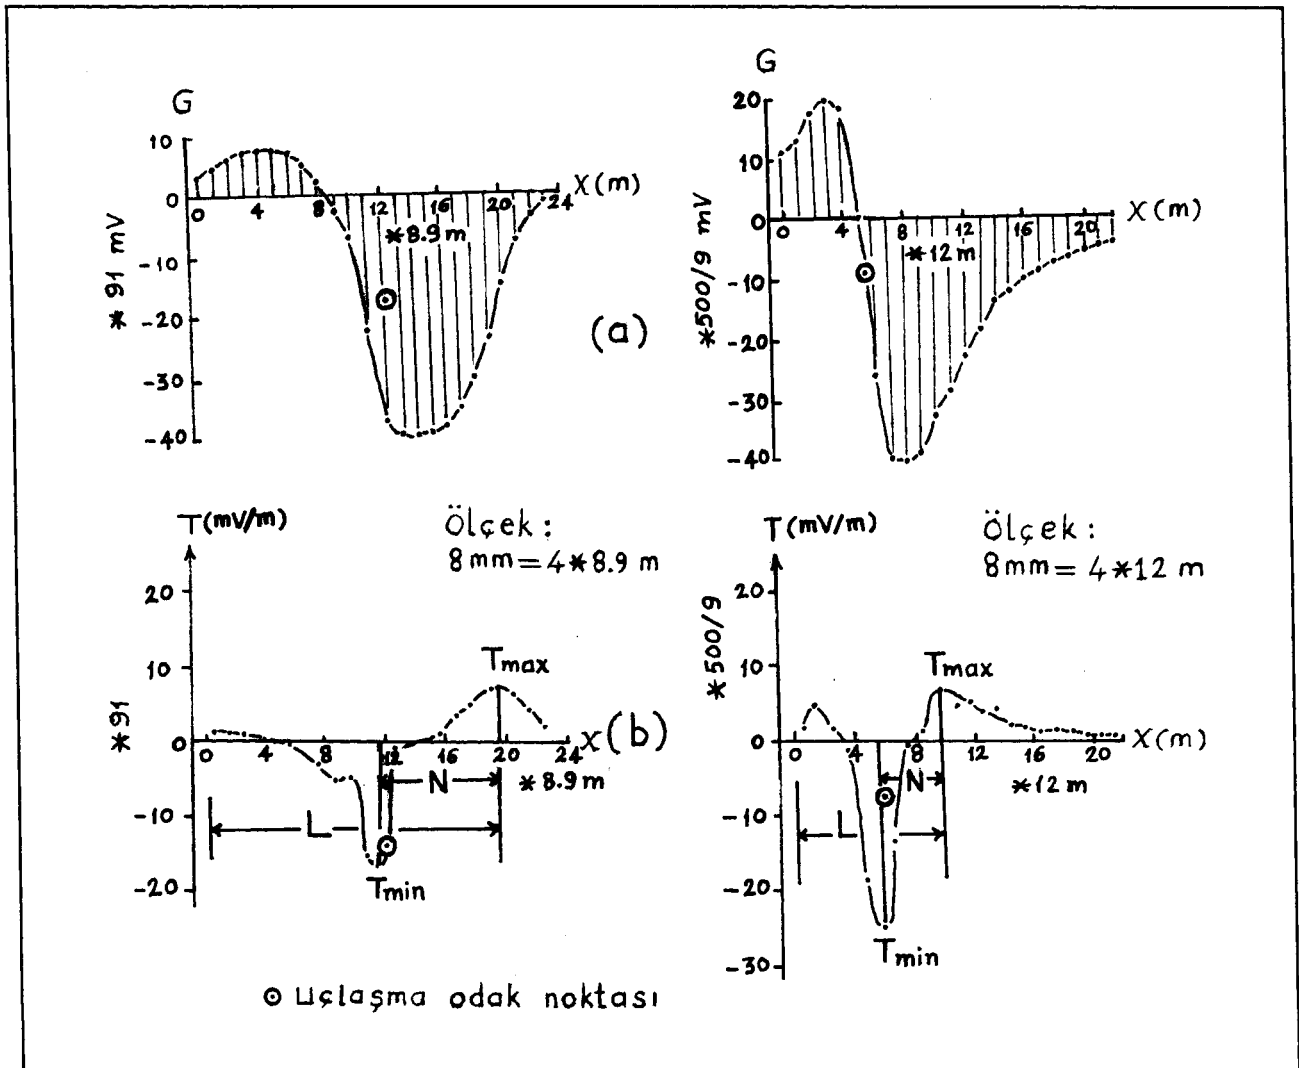 G
10
0
-10
-20
-30
-40
* 91 mV
0 4 8 12 16 20 24
X(m)
*8.9 m
G
20
10
0
-10
-20
-30
-40
*500/9 mV
0 4 8 12 16 20
X(m)
*12 m
(a)
T(mV/m)
Ölçek:
8mm=4*8.9 m
20
10
0
-10
-20
*91
Tmax
0 4 8 12 16 20 24
X
*8.9 m
N
L
Tmin
(b)
T(mV/m)
Ölçek:
8mm=4*12 m
20
10
0
-10
-20
-30
*500/9
Tmax
0 4 8 12 16 20
X(m)
*12 m
N
L
Tmin
⊙ Uçlaşma odak noktası